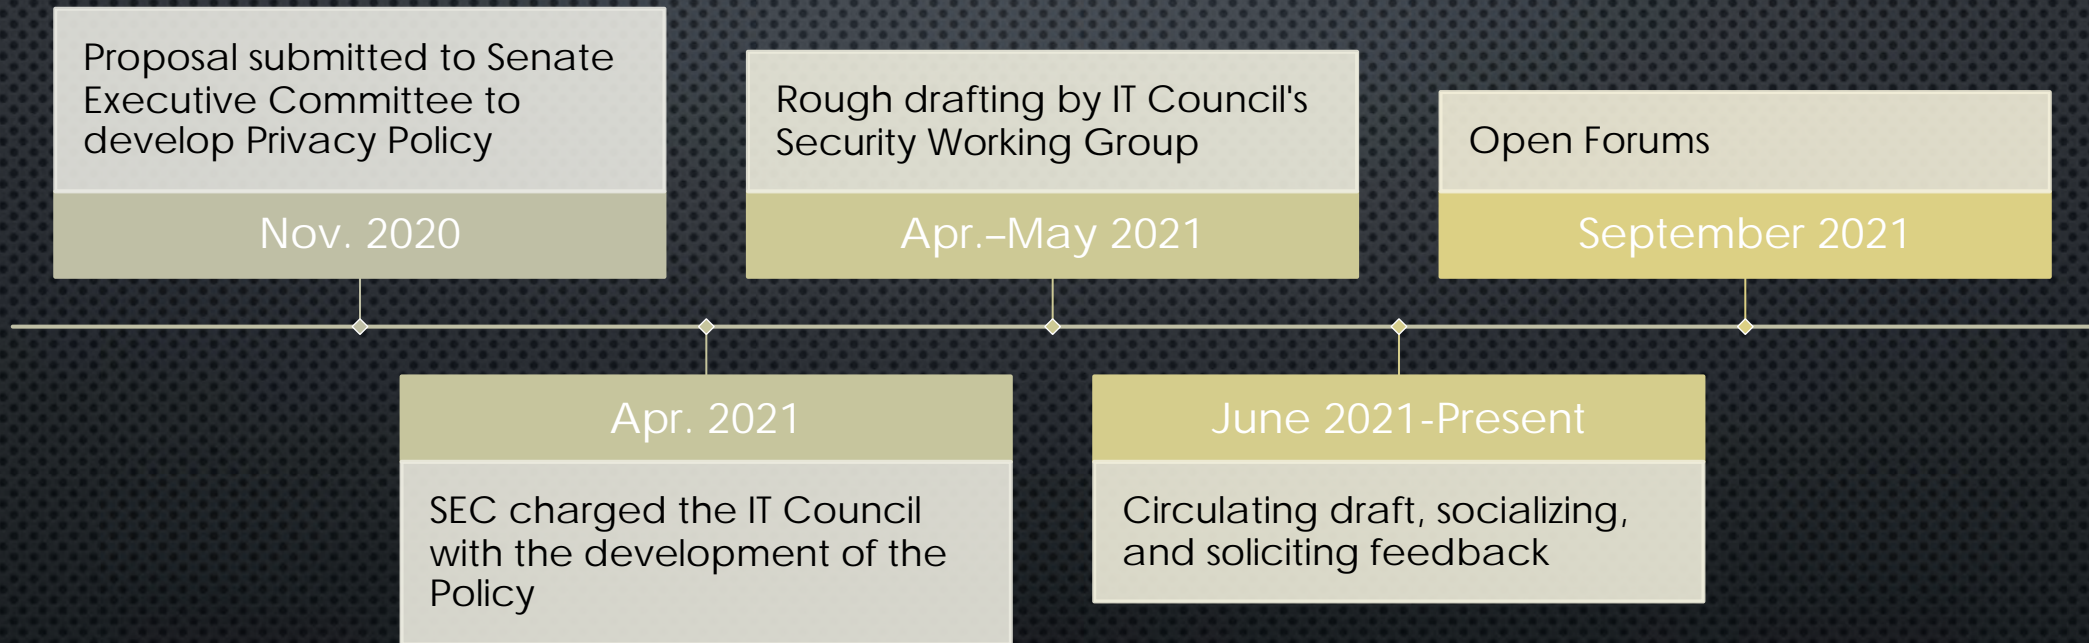 Proposal submitted to Senate
Executive Committee to
develop Privacy Policy
Nov. 2020
Apr. 2021
SEC charged the IT Council
with the development of the
Policy
Rough drafting by IT Council's
Security Working Group
Apr.–May 2021
June 2021-Present
Circulating draft, socializing,
and soliciting feedback
Open Forums
September 2021